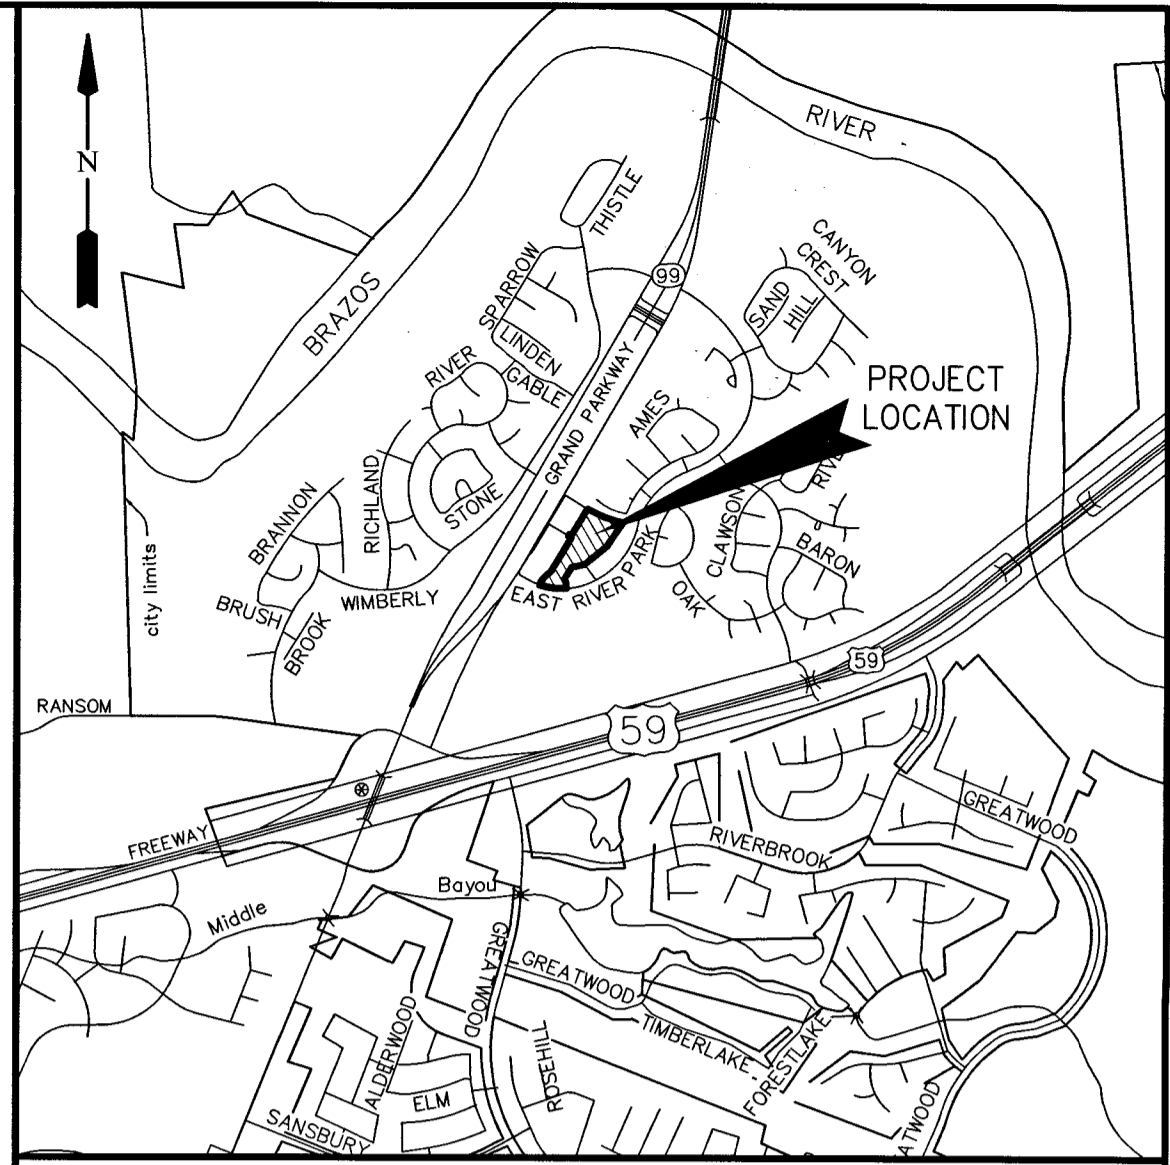 N
RIVER
THISTLE
CANYON
CREST
SPARROW
99
SAND
HILL
BRAZOS
LINDEN
GABLE
RIVER
GRAND PARKWAY
AMES
PROJECT
LOCATION
RICHLAND
STONE
BRANNON
CLAWSON
BARON
city limits
WIMBERLY
EAST RIVER PARK
OAK
BRUSH
BROOK
59
RANSOM
59
GREATWOOD
FREEWAY
RIVERBROOK
Bayou
Middle
GREATWOOD
GREATWOOD
TIMBERLAKE
ALDERWOOD
ROSEHILL
FORESTLAKE
ELM
SANSBURY